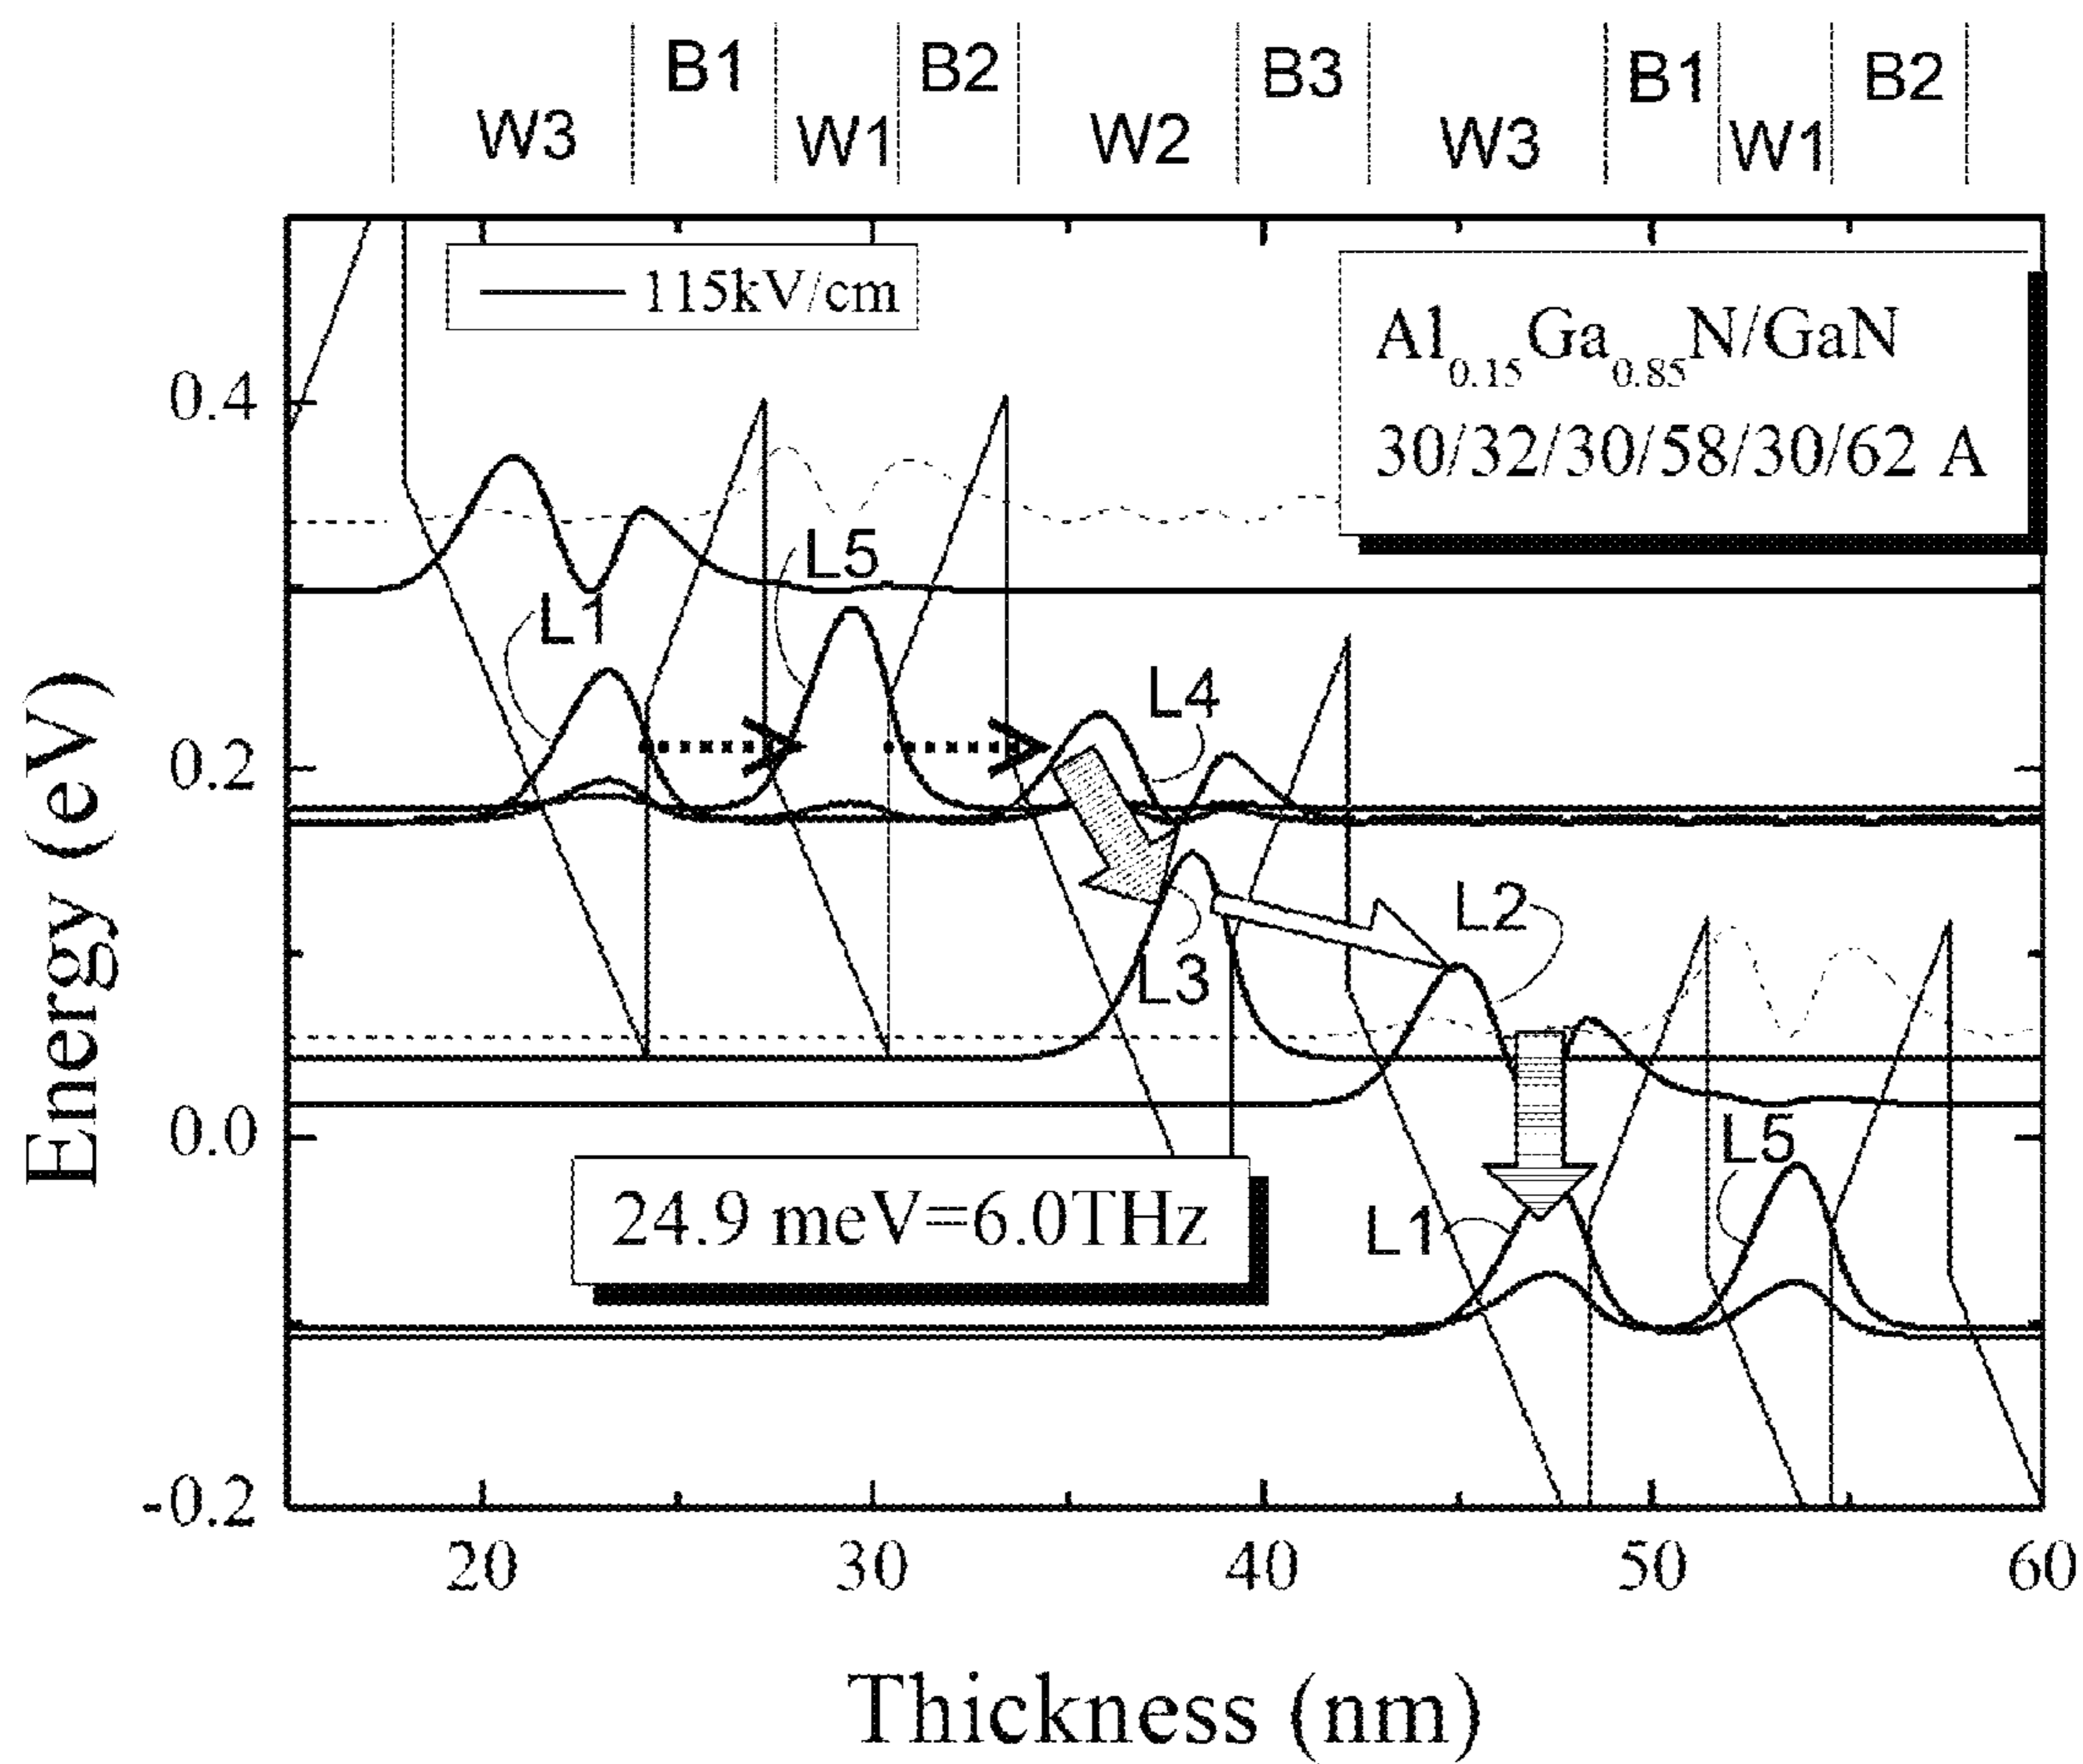 B1 B2 B3 B1 B2
W3 W1 W2 W3 W1
115kV/cm
Al0.15Ga0.85N/GaN
30/32/30/58/30/62 A
0.4
L5
L1
L4
0.2
L2
L3
0.0
L5
24.9 meV=6.0THz
L1
-0.2
20 30 40 50 60
Energy (eV)
Thickness (nm)